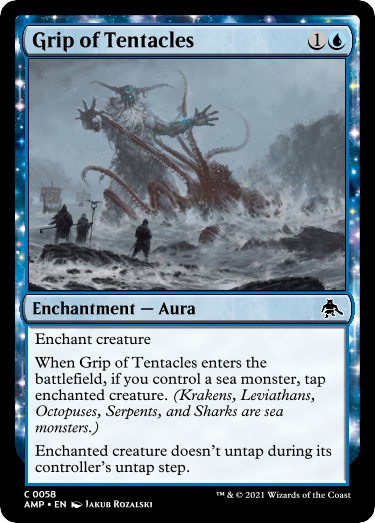 Grip of Tentacles 1
Enchantment — Aura
Enchant creature
When Grip of Tentacles enters the
battlefield, if you control a sea monster, tap
enchanted creature. (Krakens, Leviathans,
Octopuses, Serpents, and Sharks are sea
monsters.)
Enchanted creature doesn't untap during its
controller's untap step.
C 0058
AMP • EN Jakub Rozalski
™ & © 2021 Wizards of the Coast